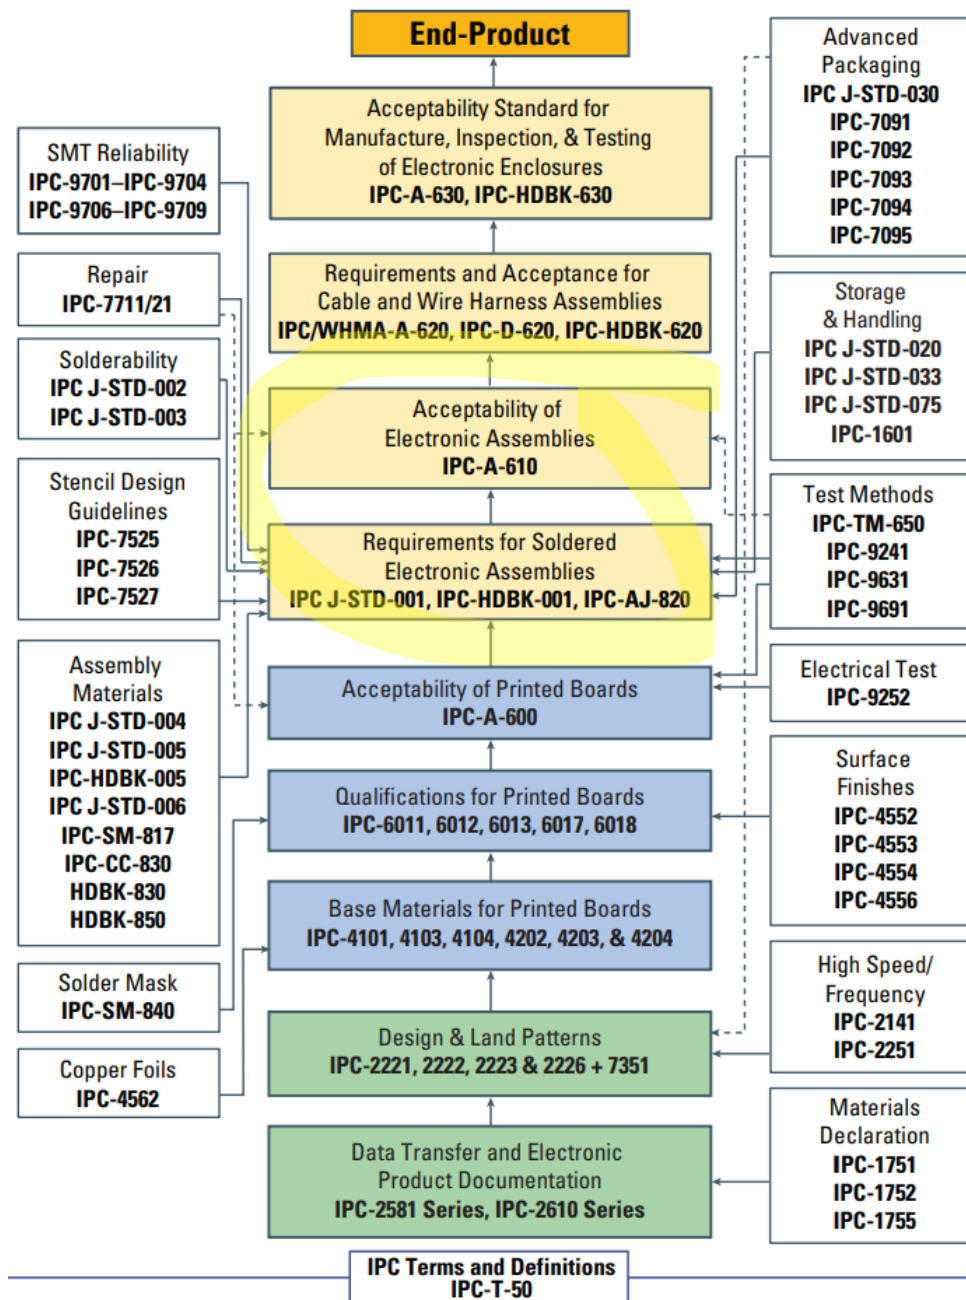 End-Product
Acceptability Standard for
Manufacture, Inspection, & Testing
of Electronic Enclosures
IPC-A-630, IPC-HDBK-630
Requirements and Acceptance for
Cable and Wire Harness Assemblies
IPC/WHMA-A-620, IPC-D-620, IPC-HDBK-620
Acceptability of
Electronic Assemblies
IPC-A-610
Requirements for Soldered
Electronic Assemblies
IPC J-STD-001, IPC-HDBK-001, IPC-AJ-820
Acceptability of Printed Boards
IPC-A-600
Qualifications for Printed Boards
IPC-6011, 6012, 6013, 6017, 6018
Base Materials for Printed Boards
IPC-4101, 4103, 4104, 4202, 4203, & 4204
Design & Land Patterns
IPC-2221, 2222, 2223 & 2226 + 7351
Data Transfer and Electronic
Product Documentation
IPC-2581 Series, IPC-2610 Series
IPC Terms and Definitions
IPC-T-50
SMT Reliability
IPC-9701–IPC-9704
IPC-9706–IPC-9709
Repair
IPC-7711/21
Solderability
IPC J-STD-002
IPC J-STD-003
Stencil Design
Guidelines
IPC-7525
IPC-7526
IPC-7527
Assembly
Materials
IPC J-STD-004
IPC J-STD-005
IPC-HDBK-005
IPC J-STD-006
IPC-SM-817
IPC-CC-830
HDBK-830
HDBK-850
Solder Mask
IPC-SM-840
Copper Foils
IPC-4562
Advanced
Packaging
IPC J-STD-030
IPC-7091
IPC-7092
IPC-7093
IPC-7094
IPC-7095
Storage
& Handling
IPC J-STD-020
IPC J-STD-033
IPC J-STD-075
IPC-1601
Test Methods
IPC-TM-650
IPC-9241
IPC-9631
IPC-9691
Electrical Test
IPC-9252
Surface
Finishes
IPC-4552
IPC-4553
IPC-4554
IPC-4556
High Speed/
Frequency
IPC-2141
IPC-2251
Materials
Declaration
IPC-1751
IPC-1752
IPC-1755